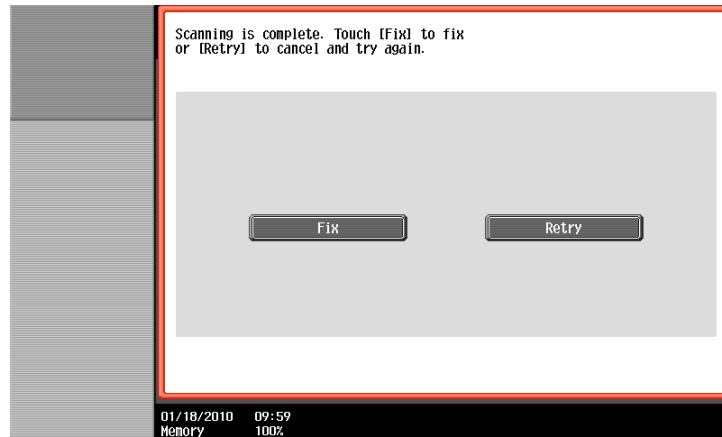 Scanning is complete. Touch [Fix] to fix
or [Retry] to cancel and try again.
Fix
Retry
01/18/2010 09:59
Memory 100%